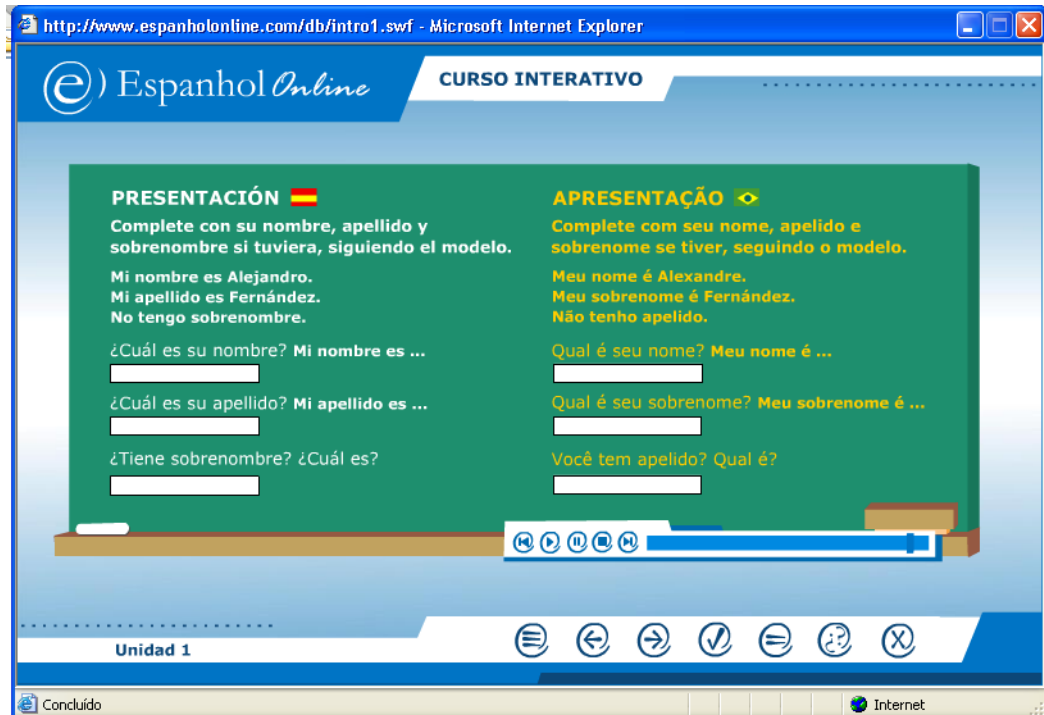 http://www.espanholonline.com/db/intro1.swf - Microsoft Internet Explorer
e) Espanhol Online
CURSO INTERATIVO
PRESENTACIÓN
Complete con su nombre, apellido y
sobrenombre si tuviera, siguiendo el modelo.
Mi nombre es Alejandro.
Mi apellido es Fernández.
No tengo sobrenombre.
¿Cuál es su nombre? Mi nombre es ...
¿Cuál es su apellido? Mi apellido es ...
¿Tiene sobrenombre? ¿Cuál es?
APRESENTAÇÃO
Complete com seu nome, apelido e
sobrenome se tiver, seguindo o modelo.
Meu nome é Alexandre.
Meu sobrenome é Fernández.
Não tenho apelido.
Qual é seu nome? Meu nome é ...
Qual é seu sobrenome? Meu sobrenome é ...
Você tem apelido? Qual é?
Unidad 1
Concluído
Internet